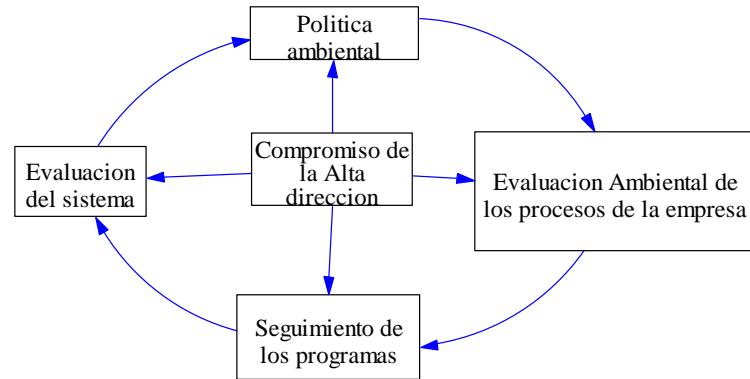 Politica
ambiental
Evaluacion
del sistema
Compromiso de
la Alta
direccion
Evaluacion Ambiental de
los procesos de la empresa
Seguimiento de
los programas